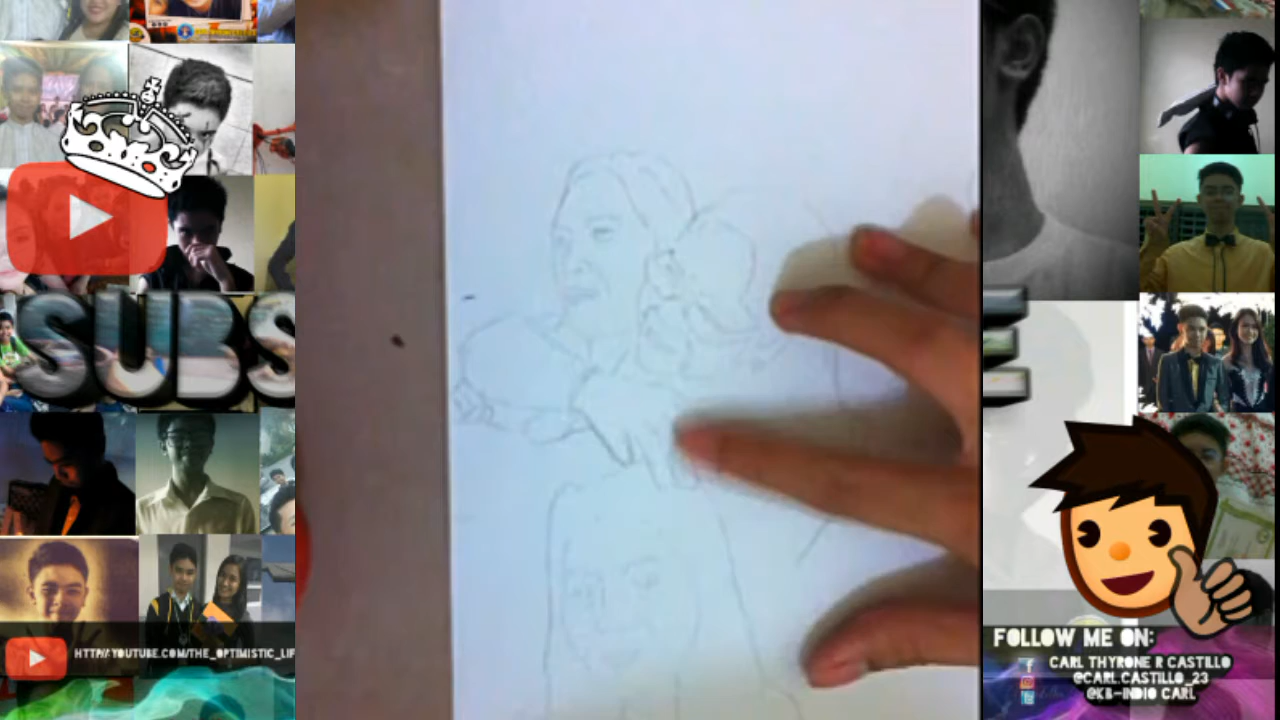 SUBS
E
HTTP://YOUTUBE.COM/THE_OPTIMISTIC_LIF
FOLLOW ME ON:
CARL THYRONE R CASTILLO
@CARL.CASTILLO_23
@KB-INDIO CARL